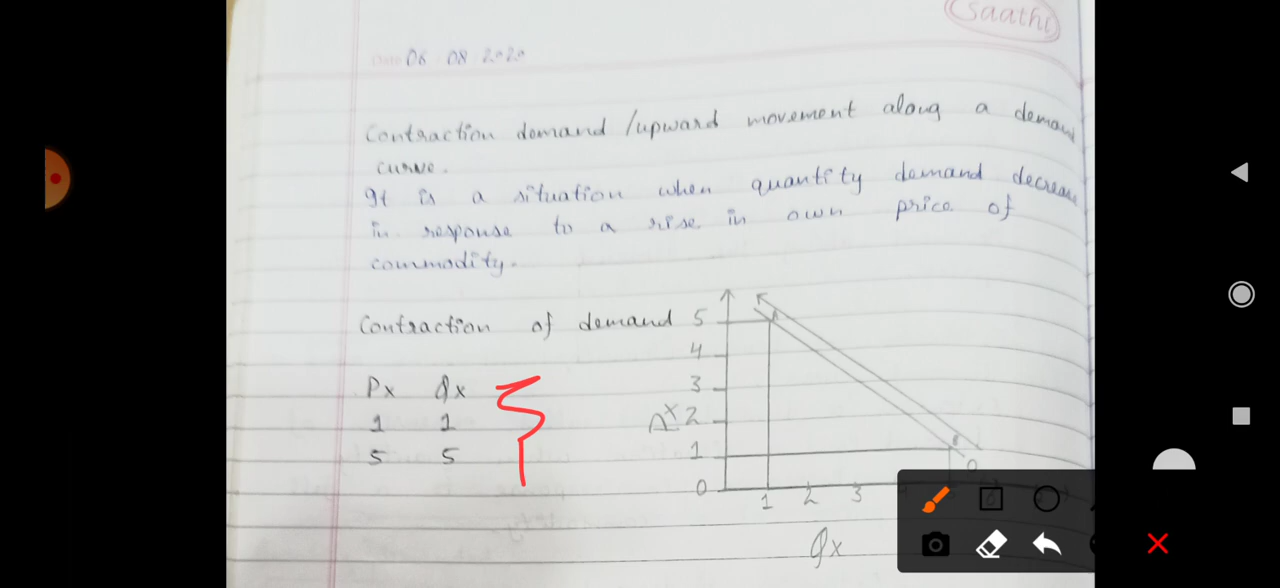 Saathi
Date 06 08 2020
Contraction demand /upward movement along a deman
curve.
It is a situation when quantity demand decreas
in response to a rise in own price of
commodity.
Contraction of demand
Px Qx
1 1
5 5
5
4
3
2
1
0
1 2 3
Qx